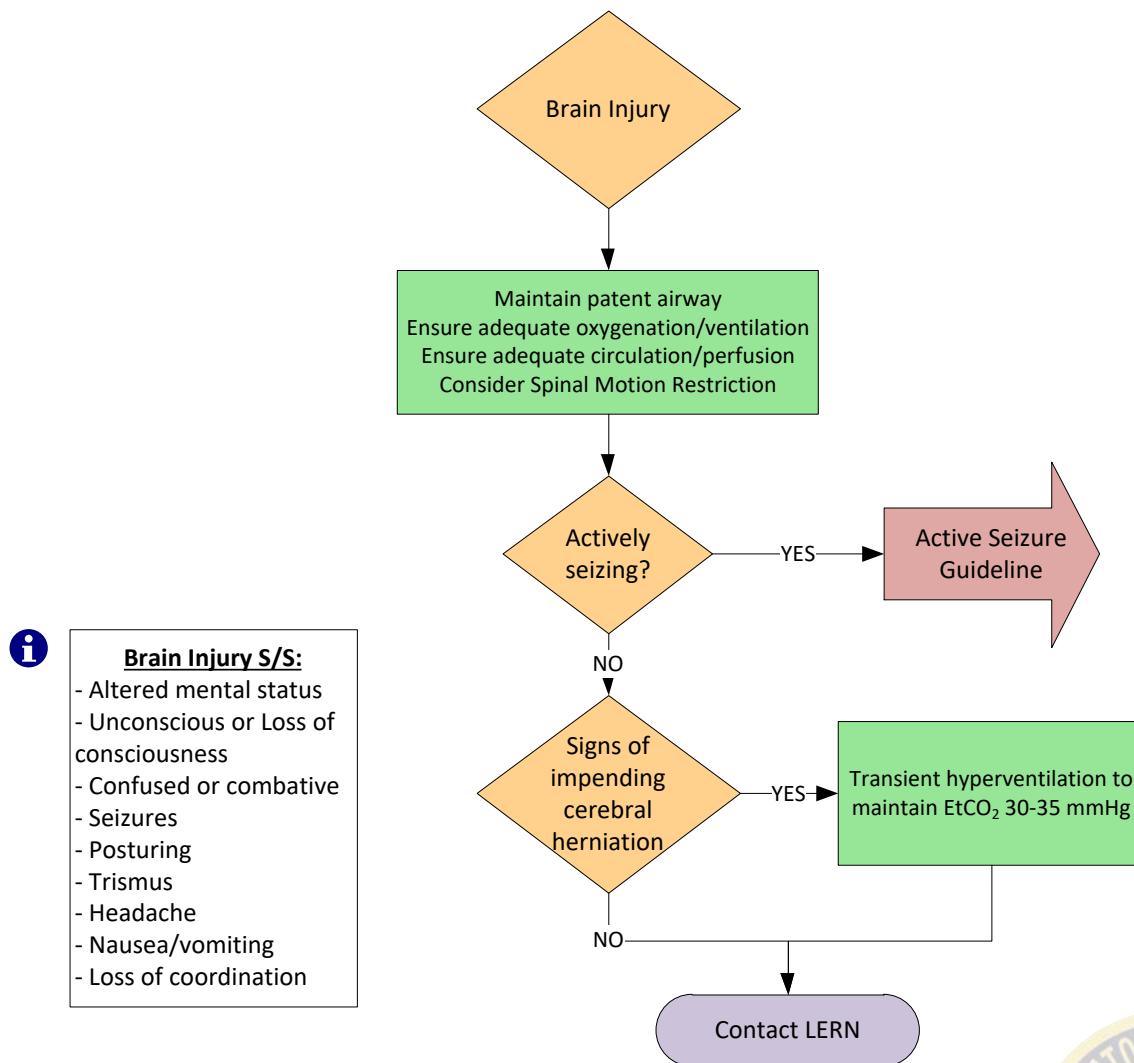 Brain Injury
Maintain patent airway
Ensure adequate oxygenation/ventilation
Ensure adequate circulation/perfusion
Consider Spinal Motion Restriction
Actively
seizing?
YES
Active Seizure
Guideline
NO
Brain Injury S/S:
- Altered mental status
- Unconscious or Loss of
consciousness
- Confused or combative
- Seizures
- Posturing
- Trismus
- Headache
- Nausea/vomiting
- Loss of coordination
Signs of
impending
cerebral
herniation
YES
Transient hyperventilation to
maintain EtCO₂ 30-35 mmHg
NO
Contact LERN